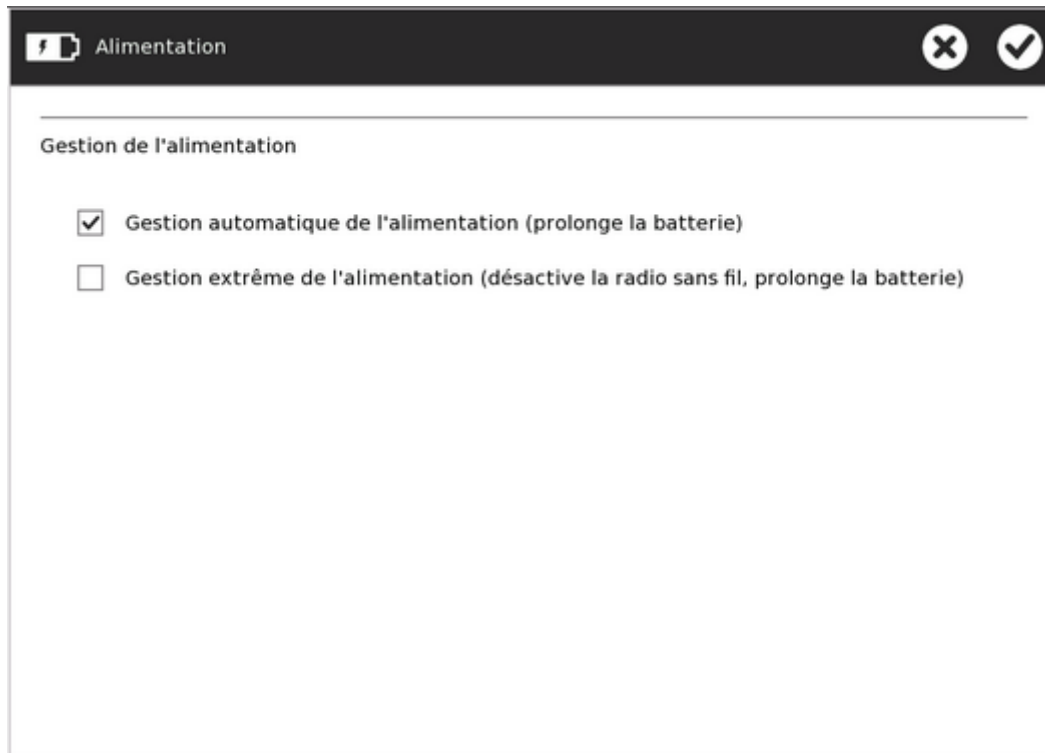 Alimentation
Gestion de l'alimentation
Gestion automatique de l'alimentation (prolonge la batterie)
Gestion extrême de l'alimentation (désactive la radio sans fil, prolonge la batterie)